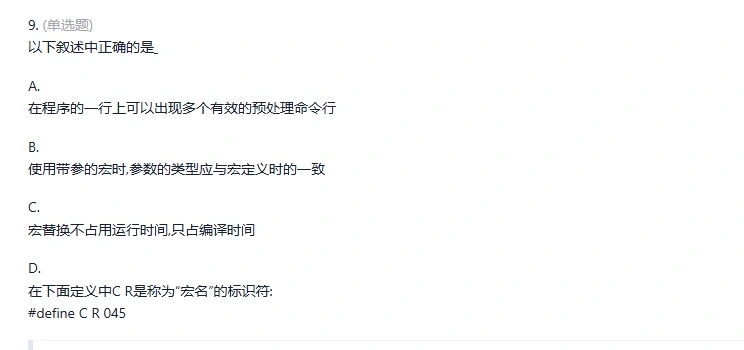 9. (单选题)
以下叙述中正确的是_
A.
在程序的一行上可以出现多个有效的预处理命令行
B.
使用带参的宏时,参数的类型应与宏定义时的一致
C.
宏替换不占用运行时间,只占编译时间
D.
在下面定义中C R是称为“宏名”的标识符:
#define C R 045